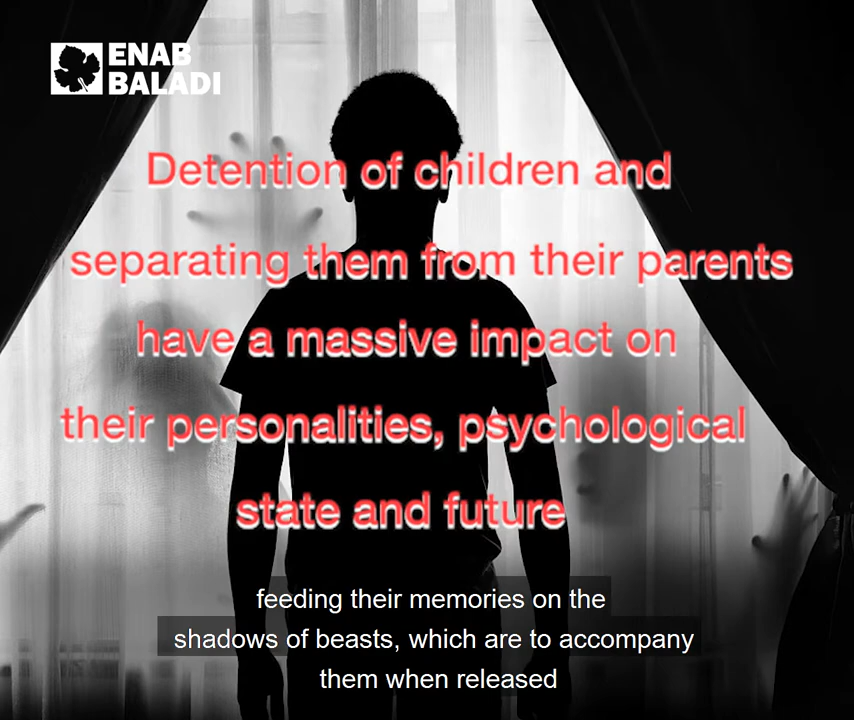 ENAB
BALADI
Detention of children and
separating them from their parents
have a massive impact on
their personalities, psychological
state and future
feeding their memories on the
shadows of beasts, which are to accompany
them when released